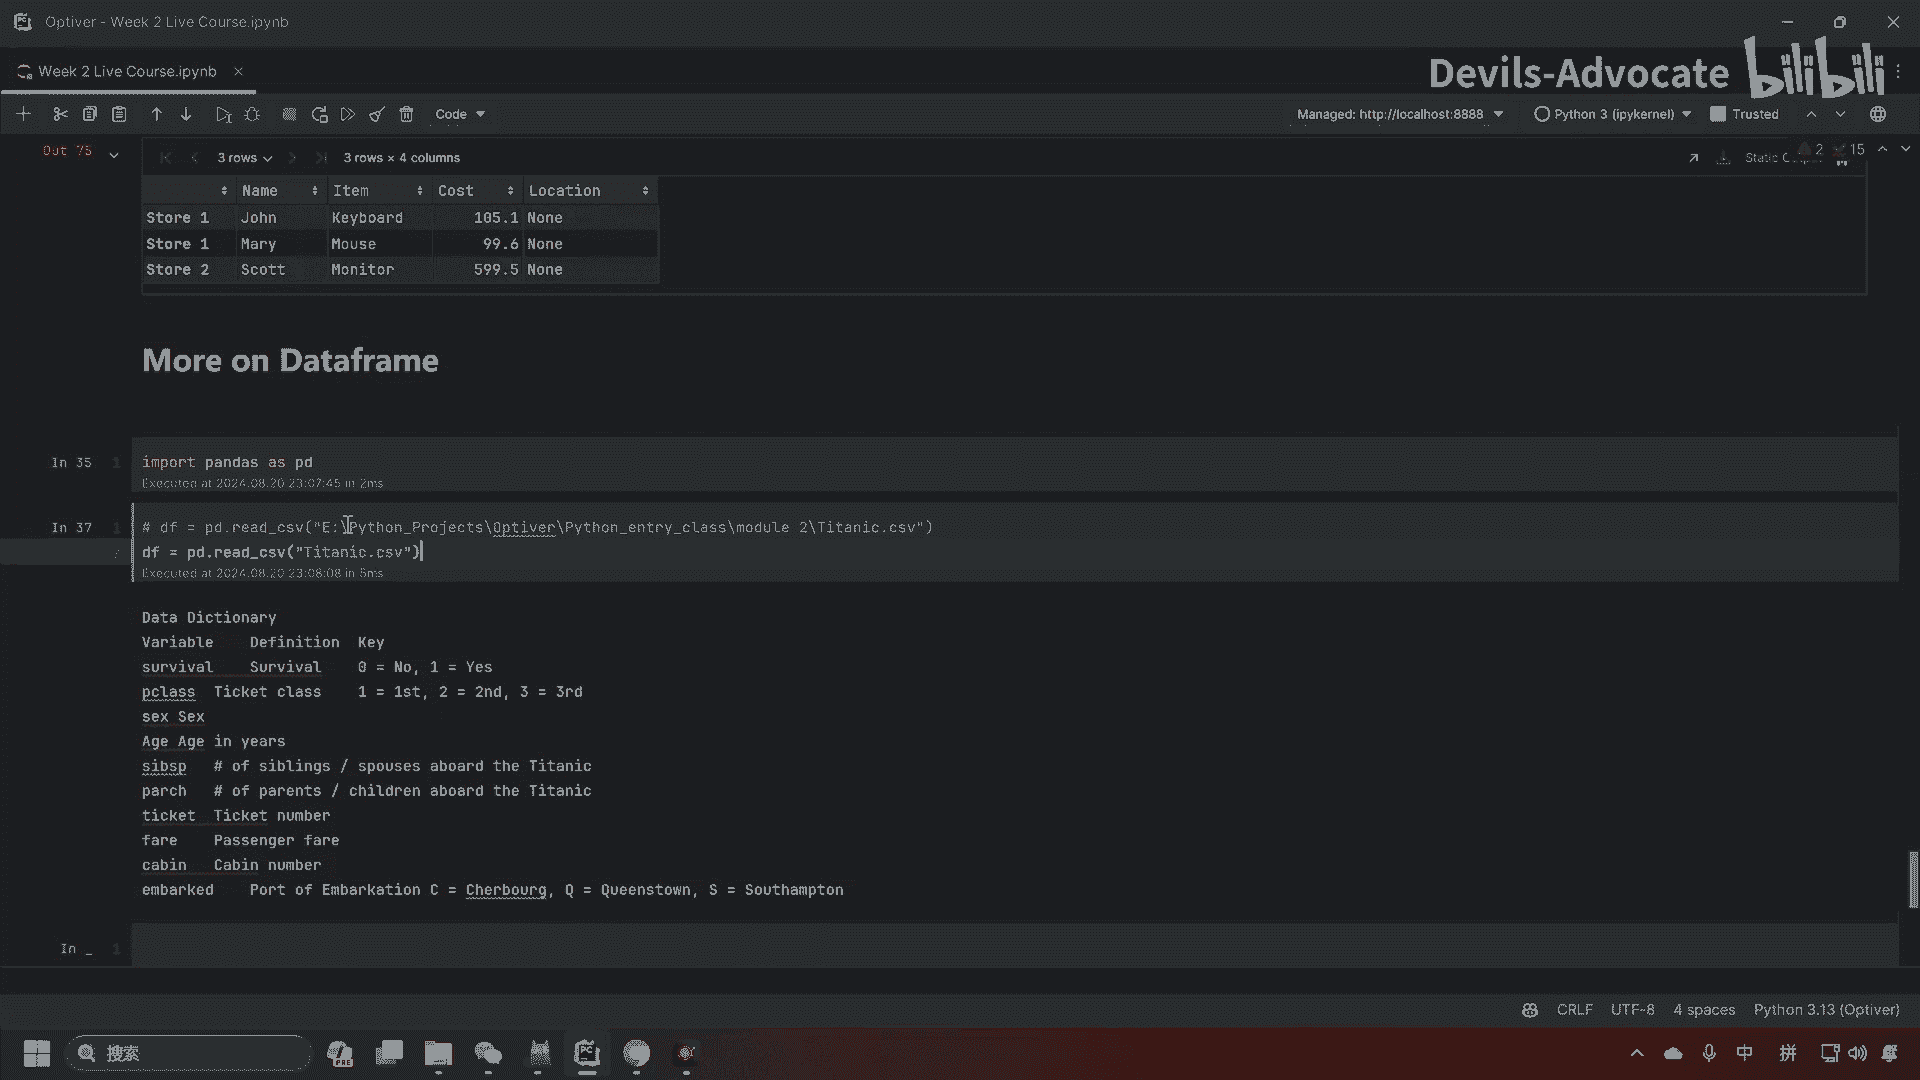 Optiver - Week 2 Live Course.ipynb
Week 2 Live Course.ipynb
Devils-Advocate bilibili
Code
Managed: http://localhost:8888
Python 3 (ipykernel)
Trusted
Out 75
3 rows
3 rows × 4 columns
2
15
Name Item Cost Location
Store 1 John Keyboard 105.1 None
Store 1 Mary Mouse 99.6 None
Store 2 Scott Monitor 599.5 None
More on Dataframe
In 35 1 import pandas as pd
Executed at 2024.08.20 23:07:45 in 2ms
In 37 1 # df = pd.read_csv("E:\Python_Projects\Optiver\Python_entry_class\module 2\Titanic.csv")
df = pd.read_csv("Titanic.csv")
Executed at 2024.08.20 23:08:08 in 5ms
Data Dictionary
Variable Definition Key
survival Survival 0 = No, 1 = Yes
pclass Ticket class 1 = 1st, 2 = 2nd, 3 = 3rd
sex Sex
Age Age in years
sibsp # of siblings / spouses aboard the Titanic
parch # of parents / children aboard the Titanic
ticket Ticket number
fare Passenger fare
cabin Cabin number
embarked Port of Embarkation C = Cherbourg, Q = Queenstown, S = Southampton
In _ 1
CRLF UTF-8 4 spaces Python 3.13 (Optiver)
搜索
PRE
PC
中
拼